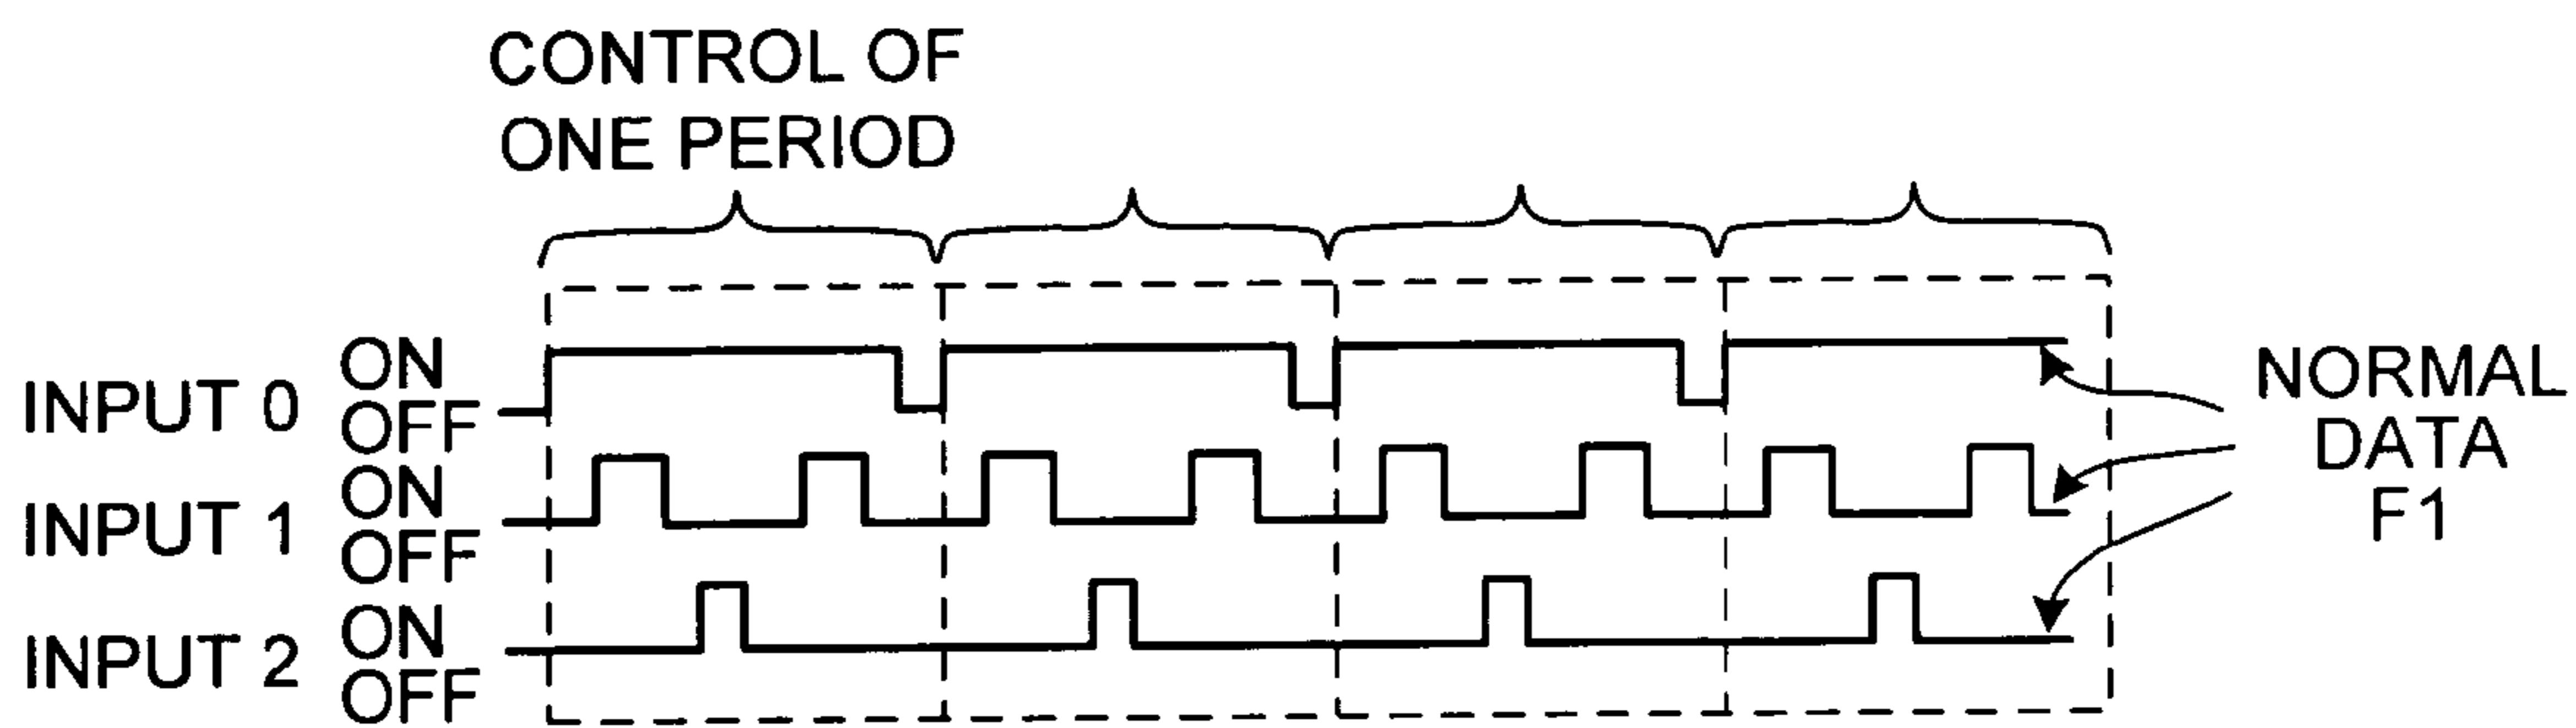 CONTROL OF
ONE PERIOD
INPUT 0
ON
OFF
INPUT 1
ON
OFF
INPUT 2
ON
OFF
NORMAL
DATA
F1